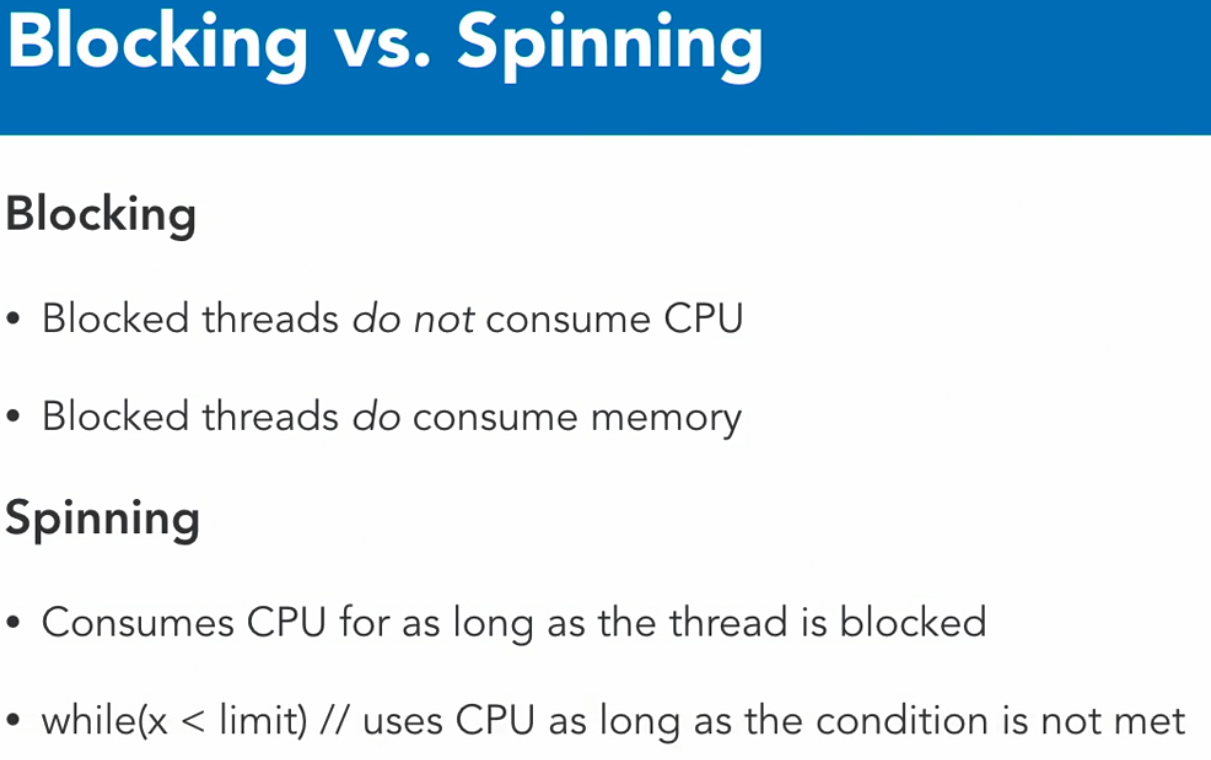 Blocking vs. Spinning
Blocking
• Blocked threads do not consume CPU
• Blocked threads do consume memory
Spinning
• Consumes CPU for as long as the thread is blocked
• while(x < limit) // uses CPU as long as the condition is not met